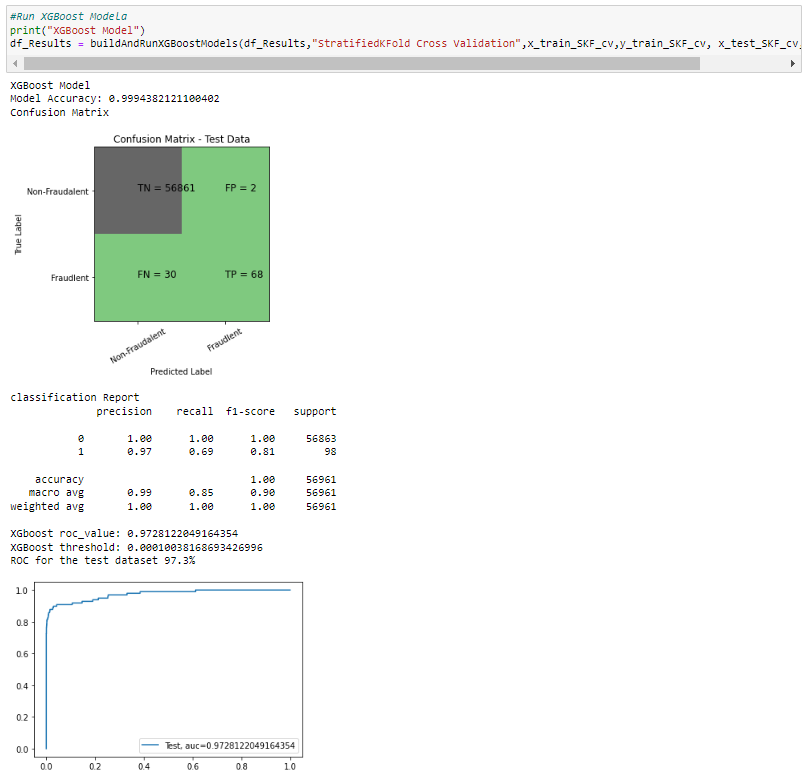 #Run XGBoost Modela
print("XGBoost Model")
df_Results = buildAndRunXGBoostModels(df_Results,"StratifiedKFold Cross Validation",x_train_SKF_cv,y_train_SKF_cv, x_test_SKF_cv,
XGBoost Model
Model Accuracy: 0.9994382121100402
Confusion Matrix
Confusion Matrix - Test Data
Non-Fraudalent
TN = 56861
FP = 2
True Label
Fraudlent
FN = 30
TP = 68
Non-Fraudalent
Fraudlent
Predicted Label
classification Report
precision recall f1-score support
0 1.00 1.00 1.00 56863
1 0.97 0.69 0.81 98
accuracy 1.00 56961
macro avg 0.99 0.85 0.90 56961
weighted avg 1.00 1.00 1.00 56961
XGboost roc_value: 0.9728122049164354
XGBoost threshold: 0.00010038168693426996
ROC for the test dataset 97.3%
1.0
0.8
0.6
0.4
0.2
0.0
Test, auc=0.9728122049164354
0.0 0.2 0.4 0.6 0.8 1.0